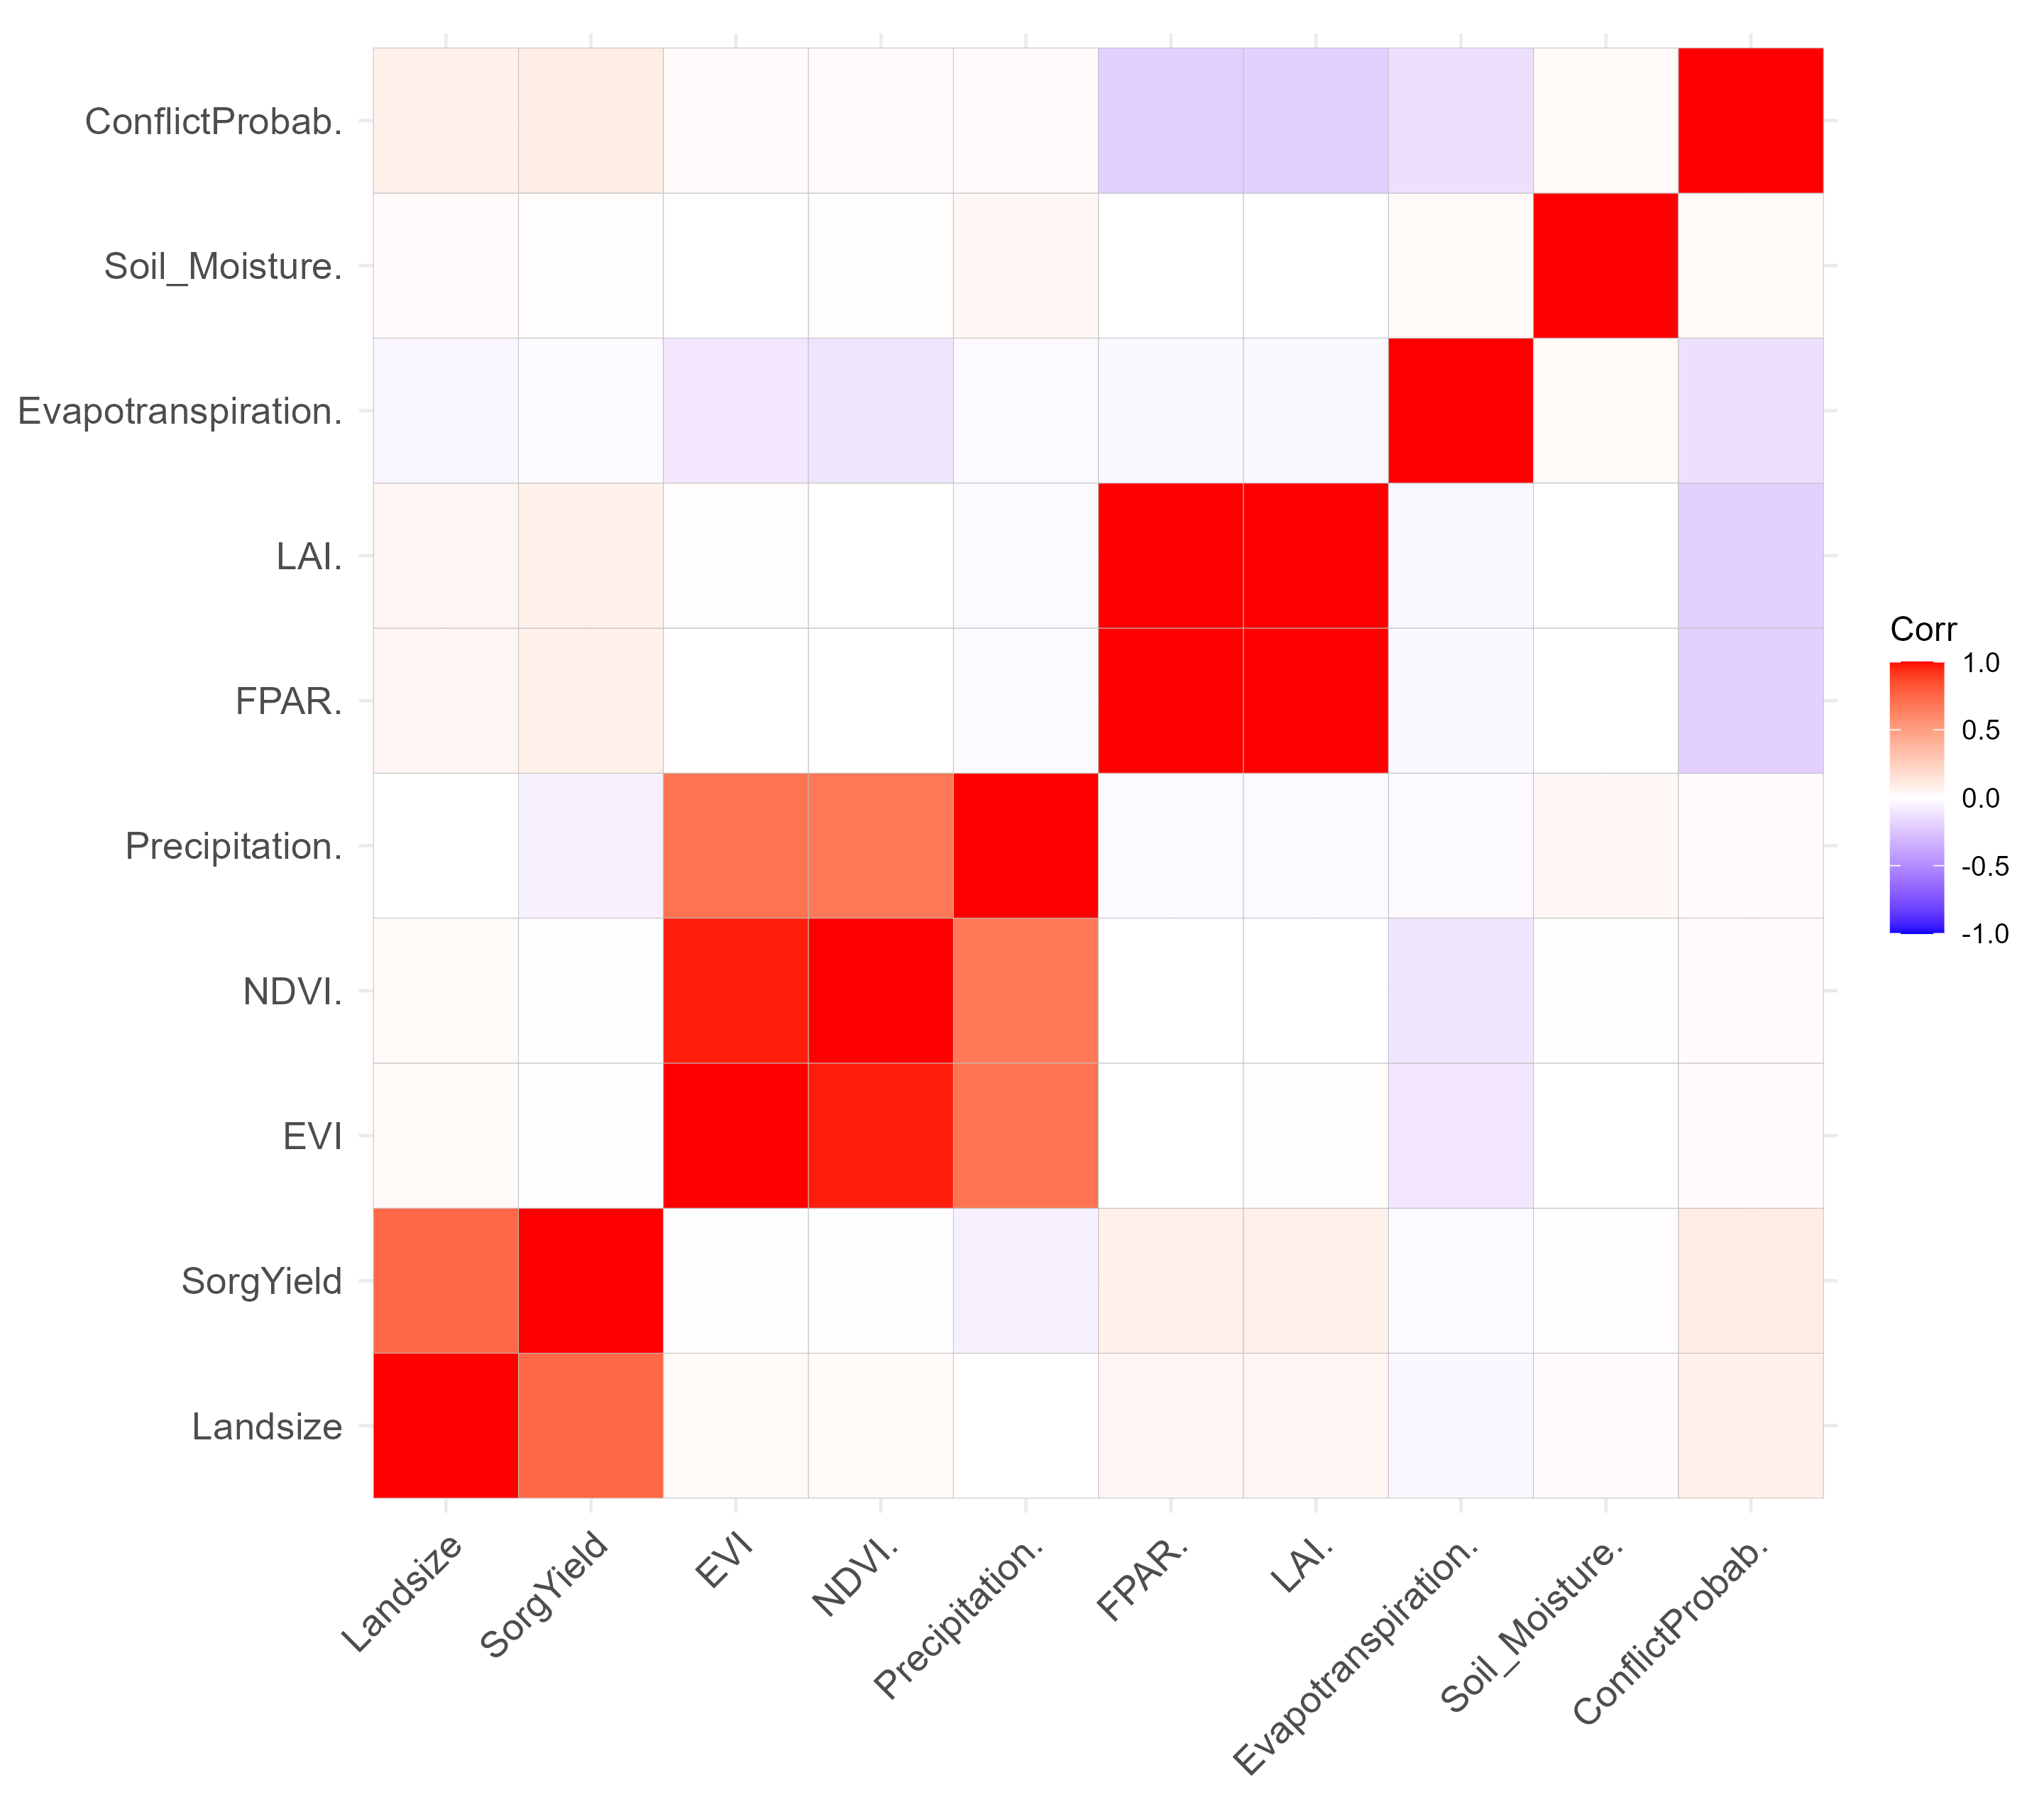 ConflictProbab.
Soil_Moisture.
Evapotranspiration.
LAI.
FPAR.
Precipitation.
NDVI.
EVI
SorgYield
Landsize
Landsize
SorgYield
EVI
NDVI.
Precipitation.
FPAR.
LAI.
Evapotranspiration.
Soil_Moisture.
ConflictProbab.
Corr
1.0
0.5
0.0
-0.5
-1.0